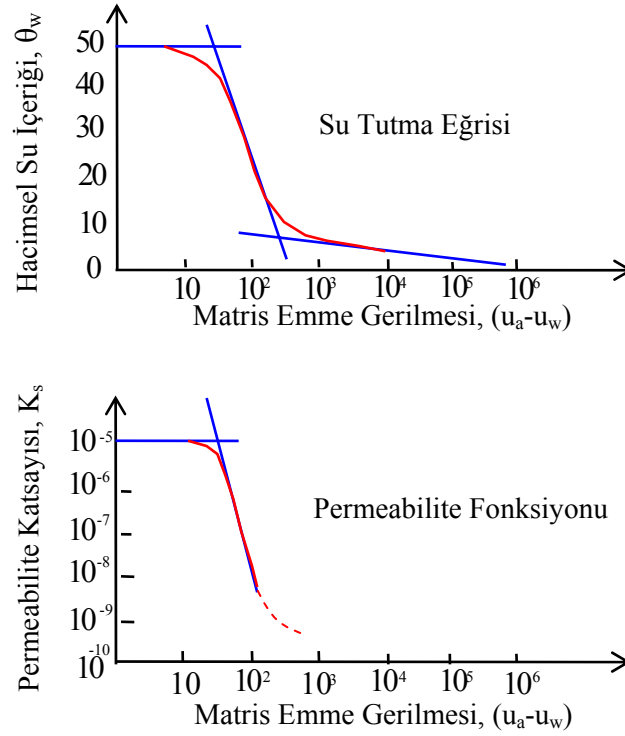 Hacimsel Su İçeriği, θw
50
40
30
20
10
0
Su Tutma Eğrisi
10 10² 10³ 10⁴ 10⁵ 10⁶
Matris Emme Gerilmesi, (ua-uw)
Permeabilite Katsayısı, Ks
10⁻⁵
10⁻⁶
10⁻⁷
10⁻⁸
10⁻⁹
10⁻¹⁰
Permeabilite Fonksiyonu
10 10² 10³ 10⁴ 10⁵ 10⁶
Matris Emme Gerilmesi, (ua-uw)